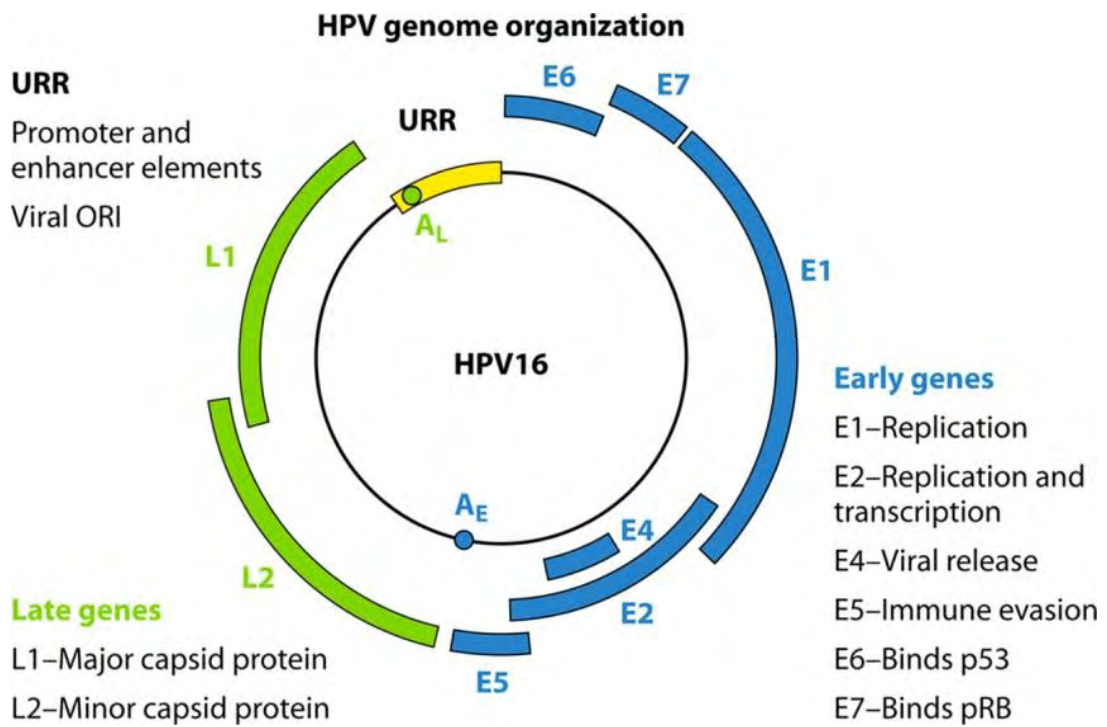 HPV genome organization
URR
Promoter and
enhancer elements
Viral ORI
URR
E6
E7
A_L
L1
E1
HPV16
A_E
E4
L2
E2
E5
Late genes
L1–Major capsid protein
L2–Minor capsid protein
Early genes
E1–Replication
E2–Replication and
transcription
E4–Viral release
E5–Immune evasion
E6–Binds p53
E7–Binds pRB